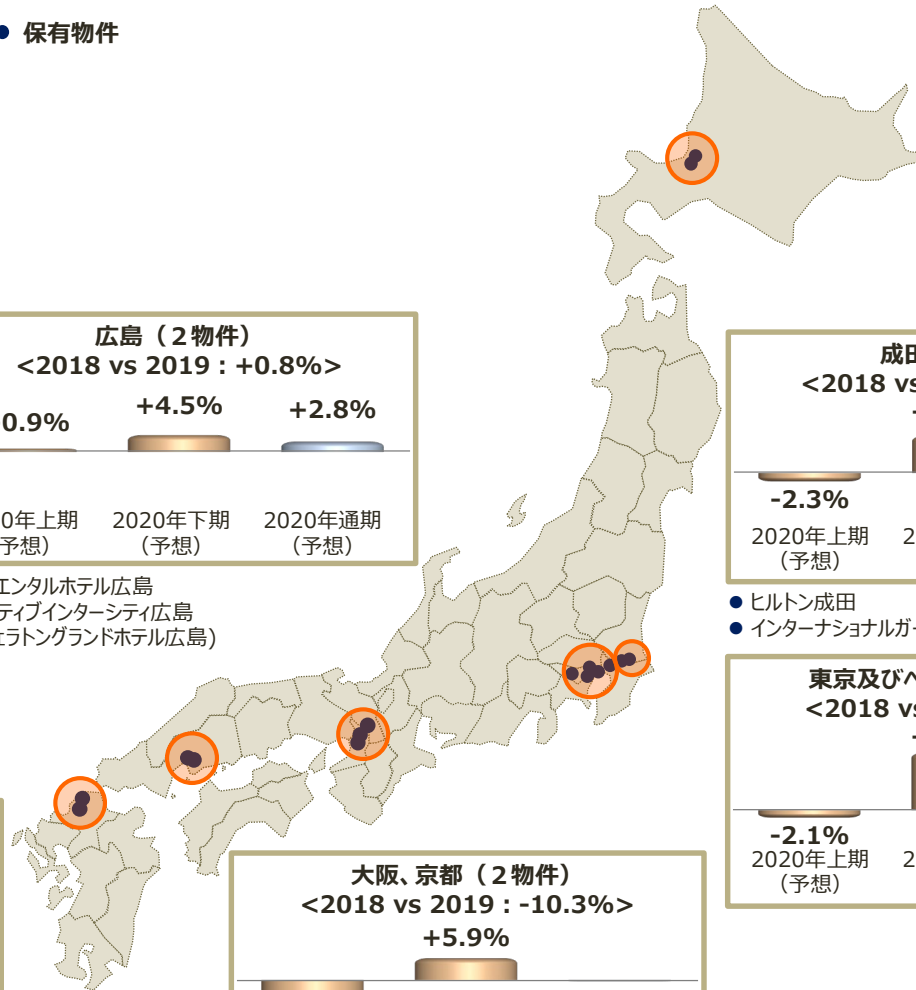 ● 保有物件
広島（２物件）
<2018 vs 2019 : +0.8%>
0.9%
+4.5%
+2.8%
0年上期
予想)
2020年下期
(予想)
2020年通期
(予想)
エンタルホテル広島
ティブインターシティ広島
ェラトングランドホテル広島)
成田
<2018 vs
-2.3%
2020年上期
(予想)
2
● ヒルトン成田
● インターナショナルガー
東京及びベ
<2018 vs
-2.1%
2020年上期
(予想)
2
大阪、京都（２物件）
<2018 vs 2019 : -10.3%>
+5.9%